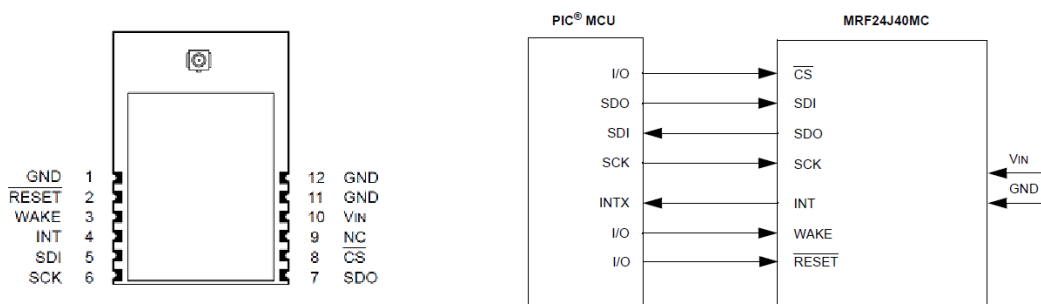 PIC® MCU
MRF24J40MC
GND 1
RESET 2
WAKE 3
INT 4
SDI 5
SCK 6
12 GND
11 GND
10 VIN
9 NC
8 CS
7 SDO
I/O
SDO
SDI
SCK
INTX
I/O
I/O
CS
SDI
SDO
SCK
INT
WAKE
RESET
VIN
GND